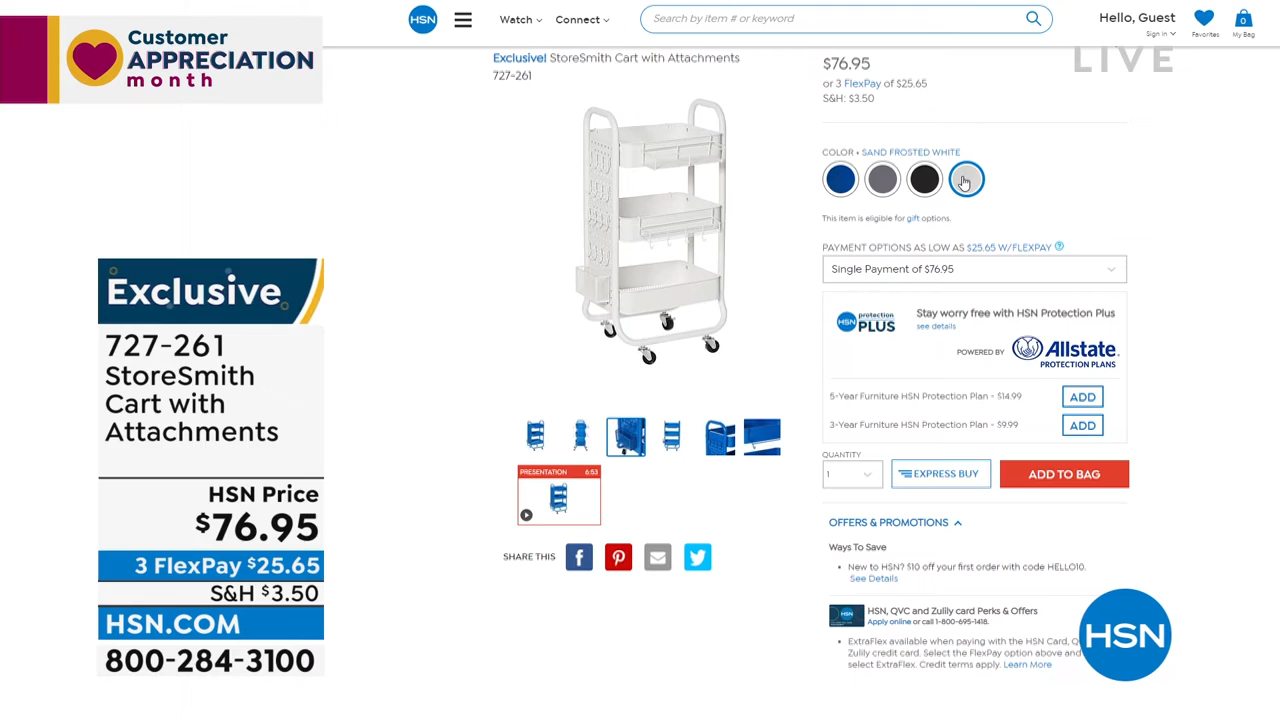 Customer
APPRECIATION
month
HSN
Watch
Connect
Search by item # or keyword
Hello, Guest
Sign in
Favorites
0
My Bag
LIVE
Exclusive! StoreSmith Cart with Attachments
727-261
$76.95
or 3 FlexPay of $25.65
S&H: $3.50
COLOR • SAND FROSTED WHITE
This item is eligible for gift options.
PAYMENT OPTIONS AS LOW AS $25.65 W/FLEXPAY ?
Single Payment of $76.95
HSN protection PLUS
Stay worry free with HSN Protection Plus
see details
POWERED BY
Allstate.
PROTECTION PLANS
5-Year Furniture HSN Protection Plan - $14.99
ADD
3-Year Furniture HSN Protection Plan - $9.99
ADD
QUANTITY
1
EXPRESS BUY
ADD TO BAG
PRESENTATION 6:53
SHARE THIS
OFFERS & PROMOTIONS
Ways To Save
• New to HSN? $10 off your first order with code HELLO10.
See Details
HSN, QVC and Zulily card Perks & Offers
Apply online or call 1-800-695-1418.
• ExtraFlex available when paying with the HSN Card, Q
Zulily credit card. Select the FlexPay option above and
select ExtraFlex. Credit terms apply. Learn More
HSN
Exclusive
727-261
StoreSmith
Cart with
Attachments
HSN Price
$76.95
3 FlexPay $25.65
S&H $3.50
HSN.COM
800-284-3100